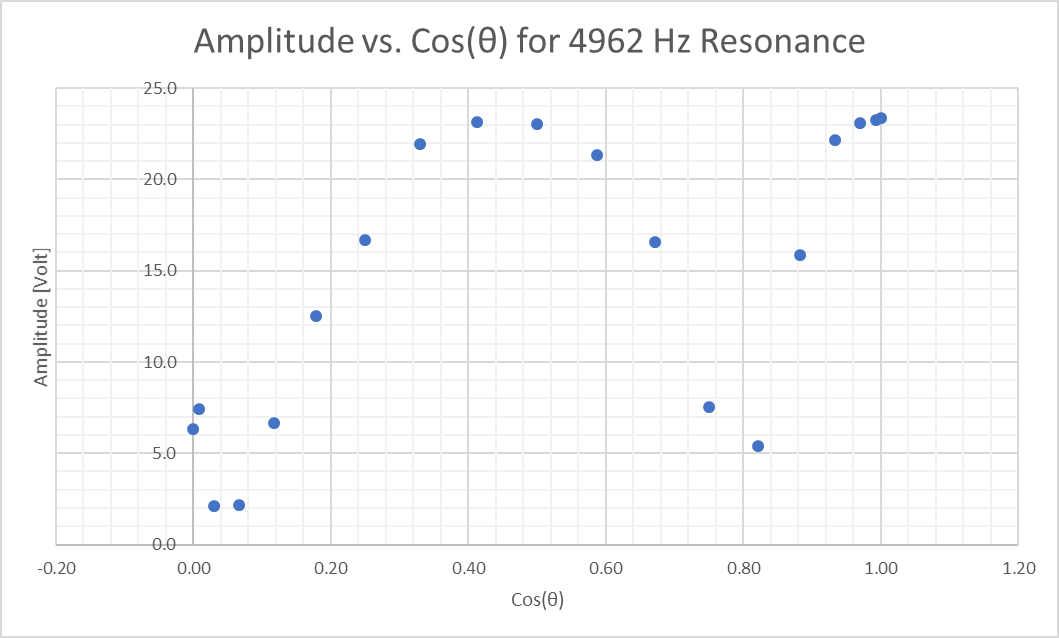 Amplitude vs. Cos(θ) for 4962 Hz Resonance
25.0
20.0
15.0
10.0
5.0
0.0
Amplitude [Volt]
-0.20 0.00 0.20 0.40 0.60 0.80 1.00 1.20
Cos(θ)